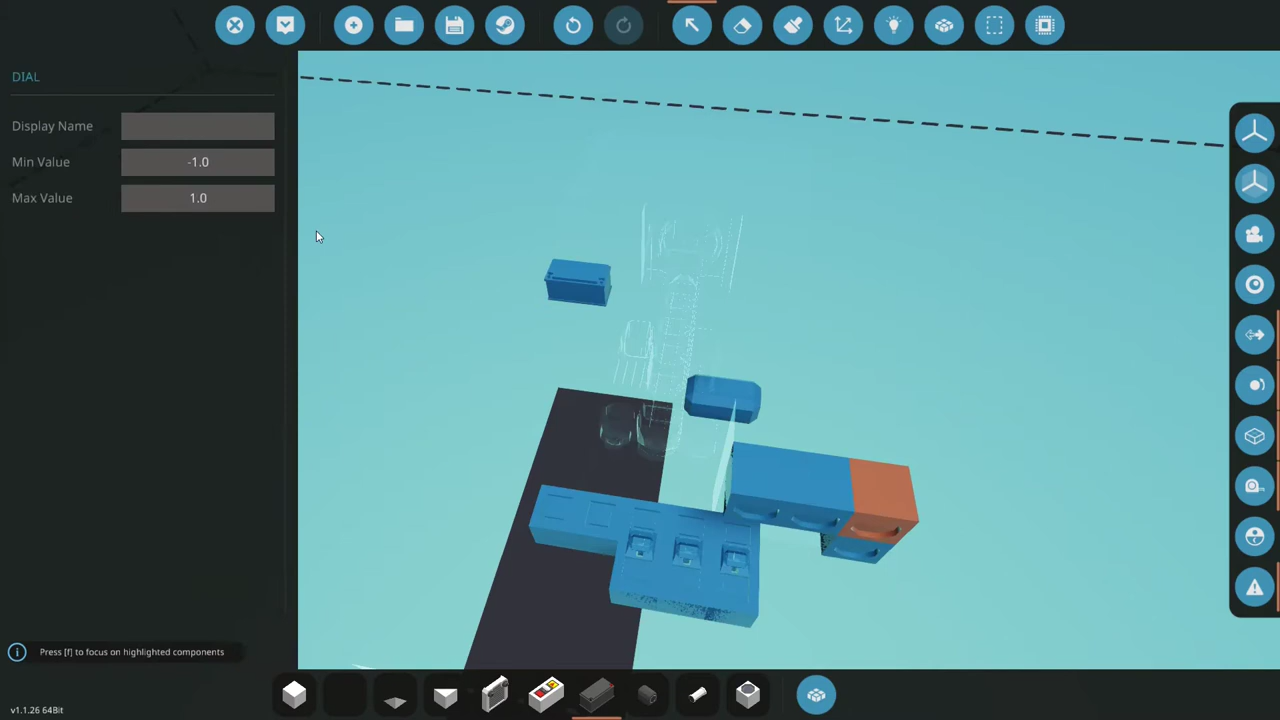 DIAL
Display Name
Min Value -1.0
Max Value 1.0
Press [f] to focus on highlighted components
v1.1.26 64Bit